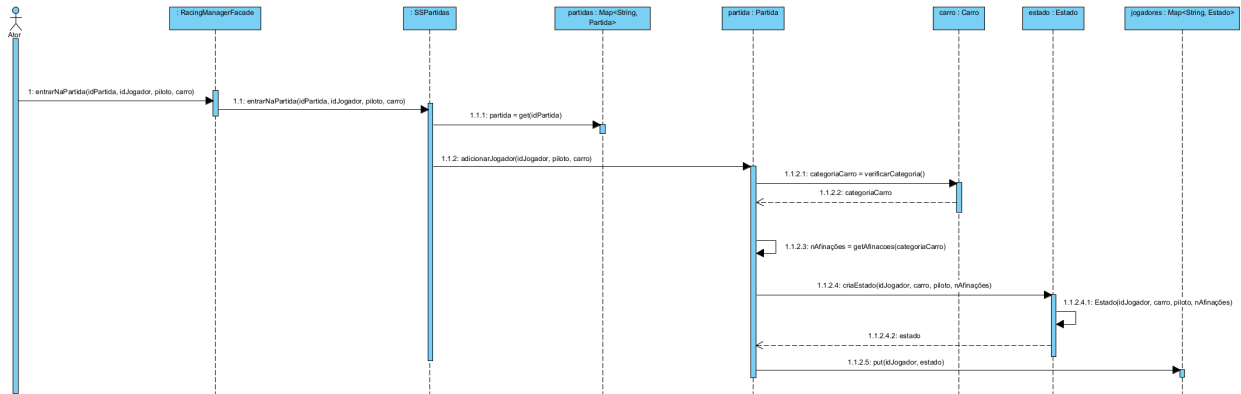 Ator
: RacingManagerFacade
: SSPartidas
partidas : Map<String,
Partida>
partida : Partida
carro : Carro
estado : Estado
jogadores : Map<String, Estado>
1: entrarNaPartida(idPartida, idJogador, piloto, carro)
1.1: entrarNaPartida(idPartida, idJogador, piloto, carro)
1.1.1: partida = get(idPartida)
1.1.2: adicionarJogador(idJogador, piloto, carro)
1.1.2.1: categoriaCarro = verificarCategoria()
1.1.2.2: categoriaCarro
1.1.2.3: nAfinações = getAfinacoes(categoriaCarro)
1.1.2.4: criaEstado(idJogador, carro, piloto, nAfinações)
1.1.2.4.1: Estado(idJogador, carro, piloto, nAfinações)
1.1.2.4.2: estado
1.1.2.5: put(idJogador, estado)